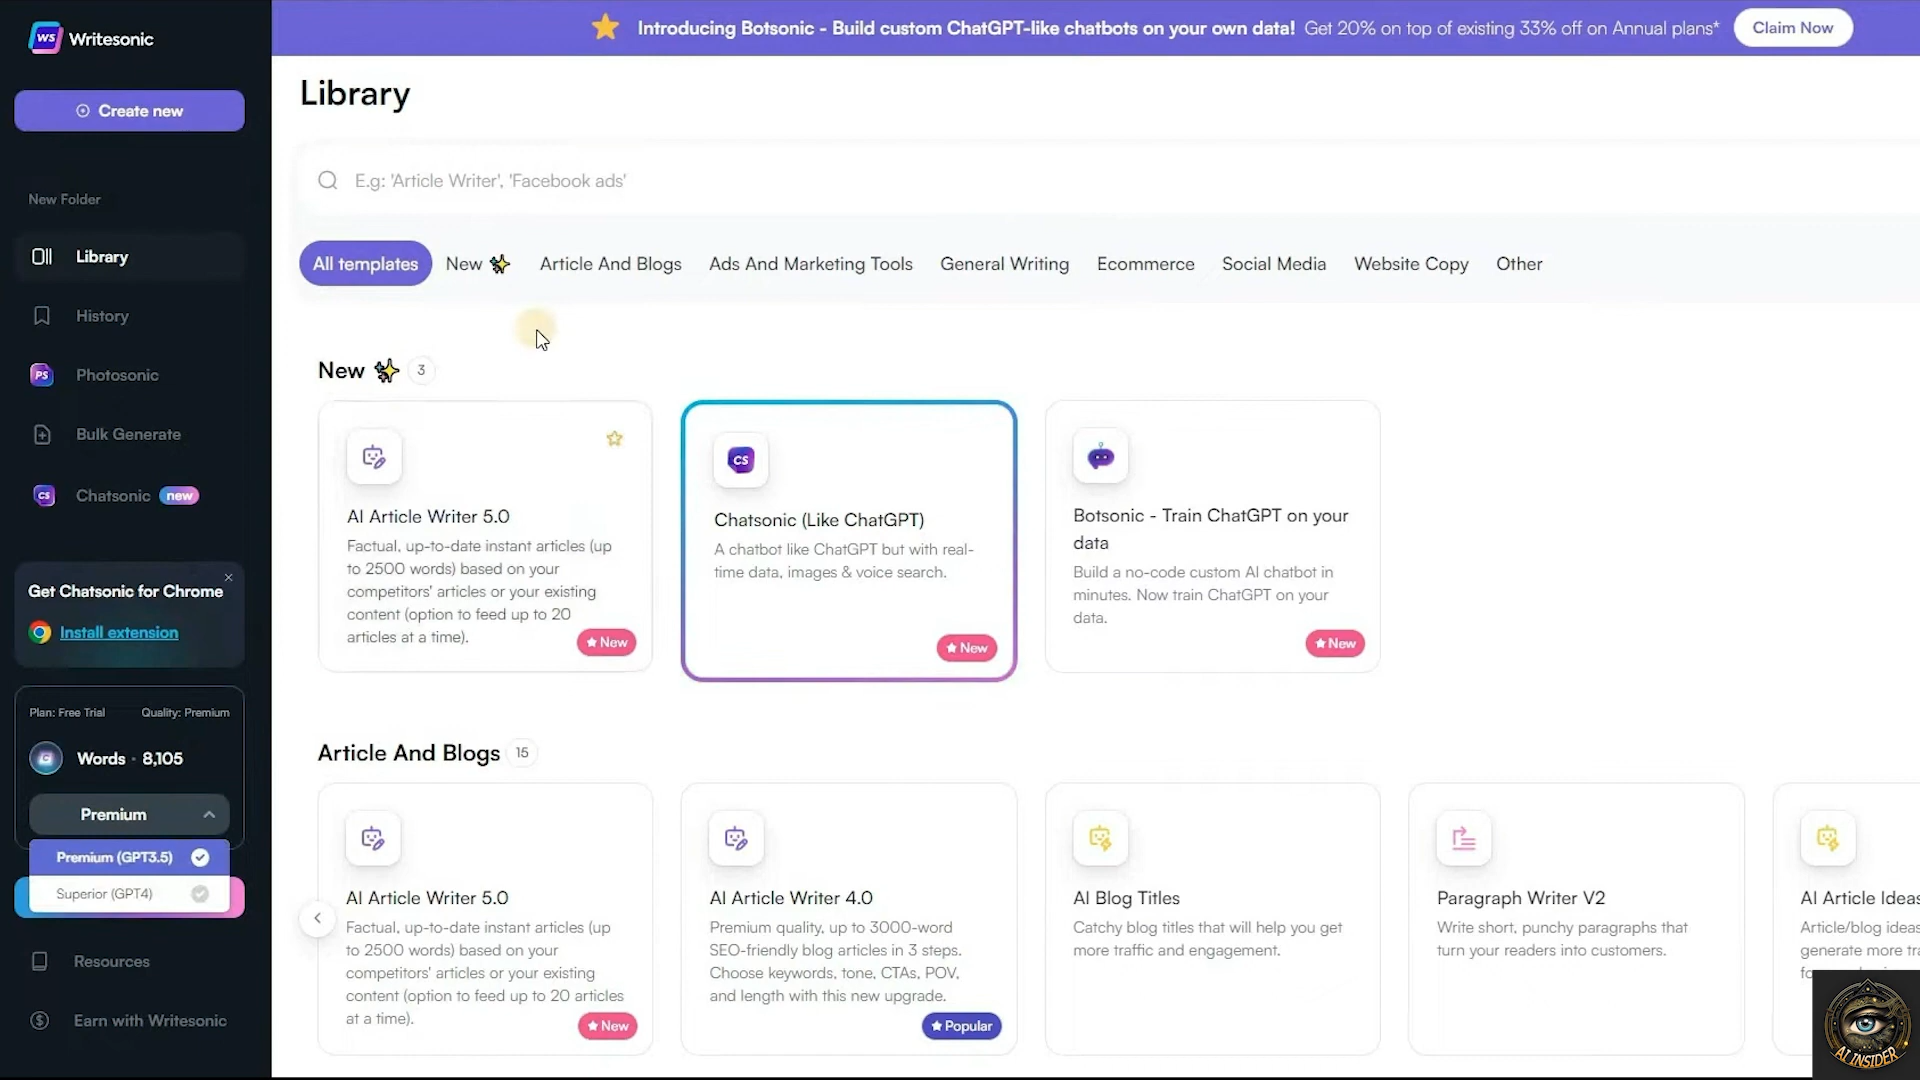 WS Writesonic
Create new
New Folder
Library
History
PS Photosonic
Bulk Generate
CS Chatsonic new
Get Chatsonic for Chrome ×
Install extension
Plan: Free Trial Quality: Premium
Words · 8,105
Premium
Premium (GPT3.5)
Superior (GPT4)
Resources
Earn with Writesonic
Introducing Botsonic - Build custom ChatGPT-like chatbots on your own data! Get 20% on top of existing 33% off on Annual plans* Claim Now
Library
E.g: 'Article Writer', 'Facebook ads'
All templates New Article And Blogs Ads And Marketing Tools General Writing Ecommerce Social Media Website Copy Other
New 3
AI Article Writer 5.0
Factual, up-to-date instant articles (up
to 2500 words) based on your
competitors' articles or your existing
content (option to feed up to 20
articles at a time).
New
CS
Chatsonic (Like ChatGPT)
A chatbot like ChatGPT but with real-
time data, images & voice search.
New
Botsonic - Train ChatGPT on your
data
Build a no-code custom AI chatbot in
minutes. Now train ChatGPT on your
data.
New
Article And Blogs 15
AI Article Writer 5.0
Factual, up-to-date instant articles (up
to 2500 words) based on your
competitors' articles or your existing
content (option to feed up to 20 articles
at a time).
New
AI Article Writer 4.0
Premium quality, up to 3000-word
SEO-friendly blog articles in 3 steps.
Choose keywords, tone, CTAs, POV,
and length with this new upgrade.
Popular
AI Blog Titles
Catchy blog titles that will help you get
more traffic and engagement.
Paragraph Writer V2
Write short, punchy paragraphs that
turn your readers into customers.
AI Article Ideas
Article/blog ideas
generate more tra
AI INSIDER